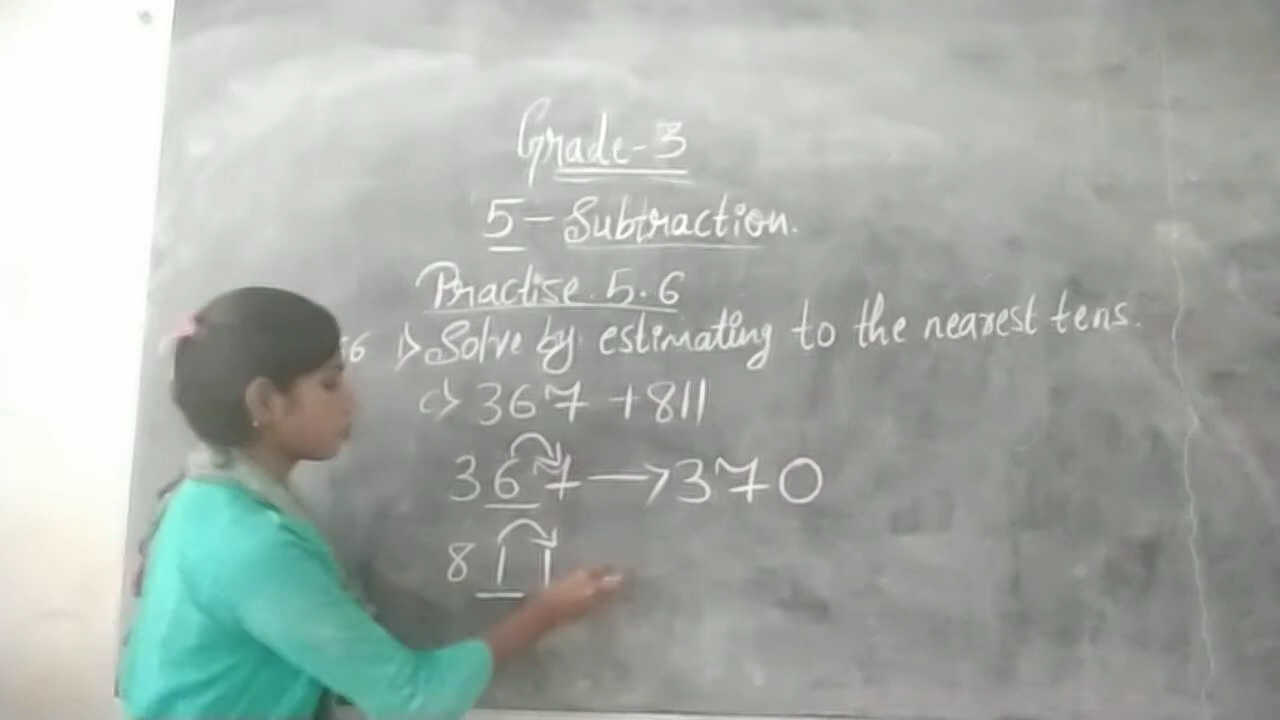 Grade-3
5-Subtraction.
Practise.5.6
1) Solve by estimating to the nearest tens.
c) 367 + 811
367 → 370
811